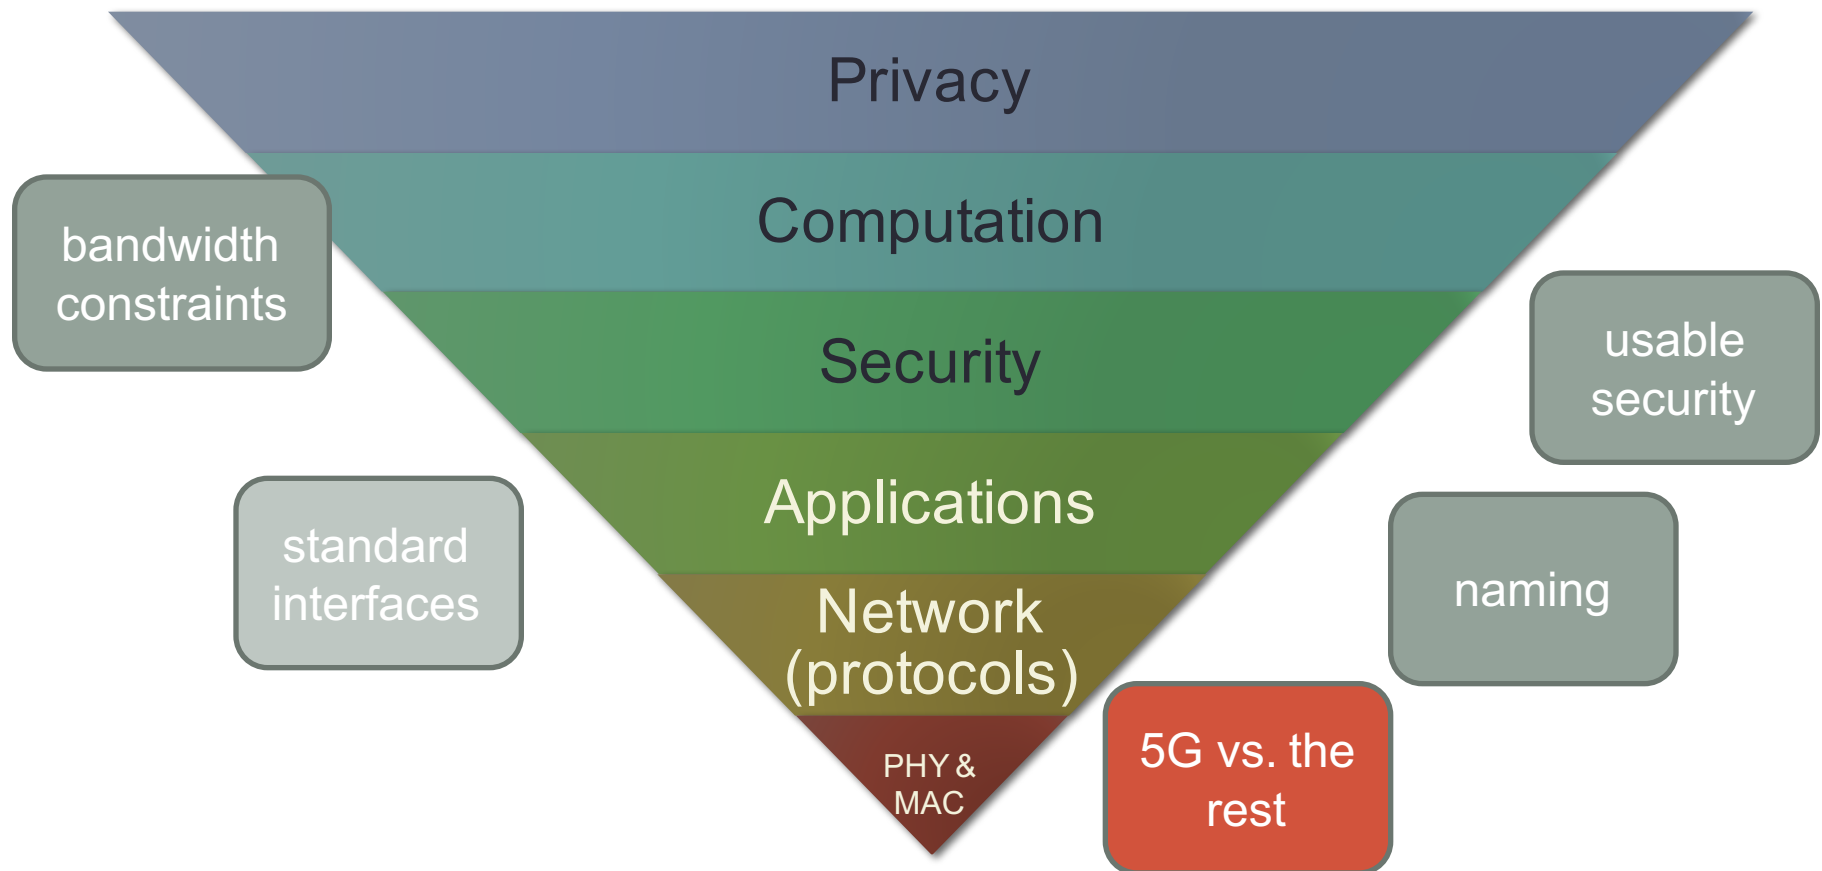 Privacy
Computation
bandwidth
constraints
Security
usable
security
Applications
standard
interfaces
naming
Network
(protocols)
5G vs. the
rest
PHY &
MAC